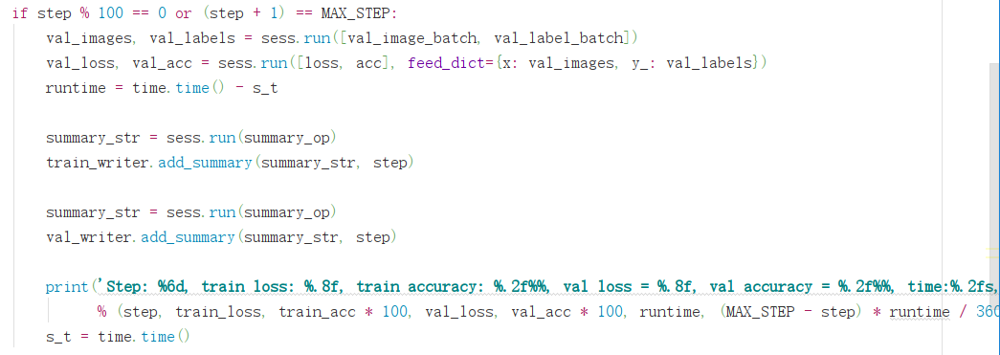 if step % 100 == 0 or (step + 1) == MAX_STEP:
val_images, val_labels = sess.run([val_image_batch, val_label_batch])
val_loss, val_acc = sess.run([loss, acc], feed_dict={x: val_images, y_: val_labels})
runtime = time.time() - s_t
summary_str = sess.run(summary_op)
train_writer.add_summary(summary_str, step)
summary_str = sess.run(summary_op)
val_writer.add_summary(summary_str, step)
print('Step: %6d, train loss: %.8f, train accuracy: %.2f%%, val loss = %.8f, val accuracy = %.2f%%, time:%.2fs,
% (step, train_loss, train_acc * 100, val_loss, val_acc * 100, runtime, (MAX_STEP - step) * runtime / 360
s_t = time.time()